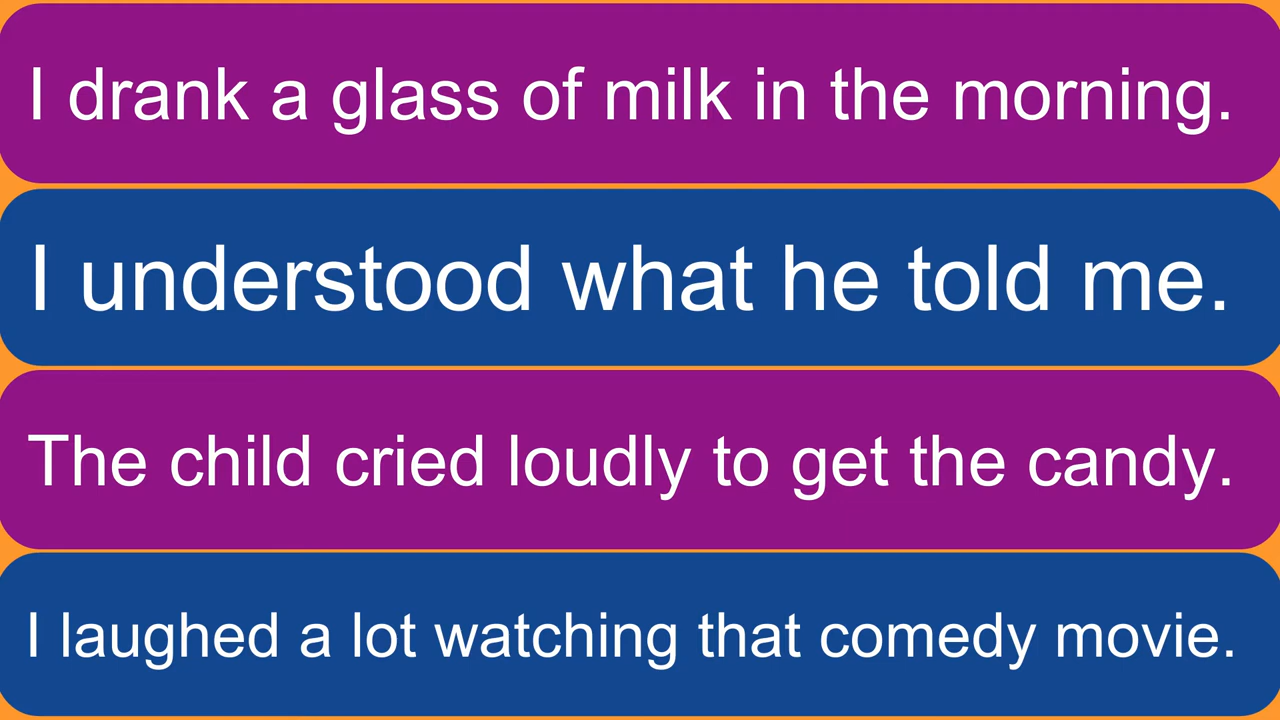 I drank a glass of milk in the morning.
I understood what he told me.
The child cried loudly to get the candy.
I laughed a lot watching that comedy movie.